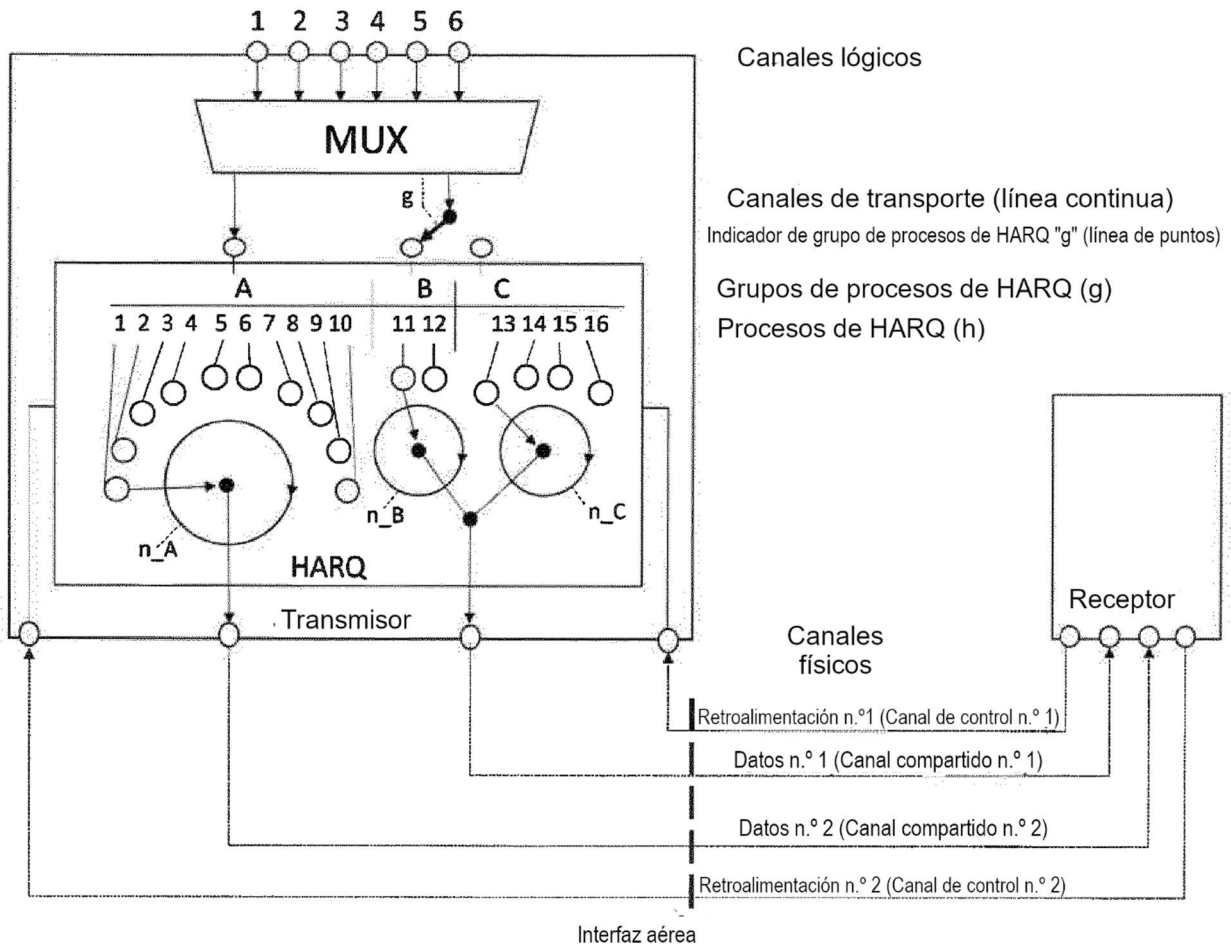 1 2 3 4 5 6
Canales lógicos
MUX
g
Canales de transporte (línea continua)
Indicador de grupo de procesos de HARQ "g" (línea de puntos)
A B C
Grupos de procesos de HARQ (g)
1 2 3 4 5 6 7 8 9 10 11 12 13 14 15 16
Procesos de HARQ (h)
n_A
n_B
n_C
HARQ
Transmisor
Receptor
Canales
físicos
Retroalimentación n.º1 (Canal de control n.º 1)
Datos n.º 1 (Canal compartido n.º 1)
Datos n.º 2 (Canal compartido n.º 2)
Retroalimentación n.º 2 (Canal de control n.º 2)
Interfaz aérea